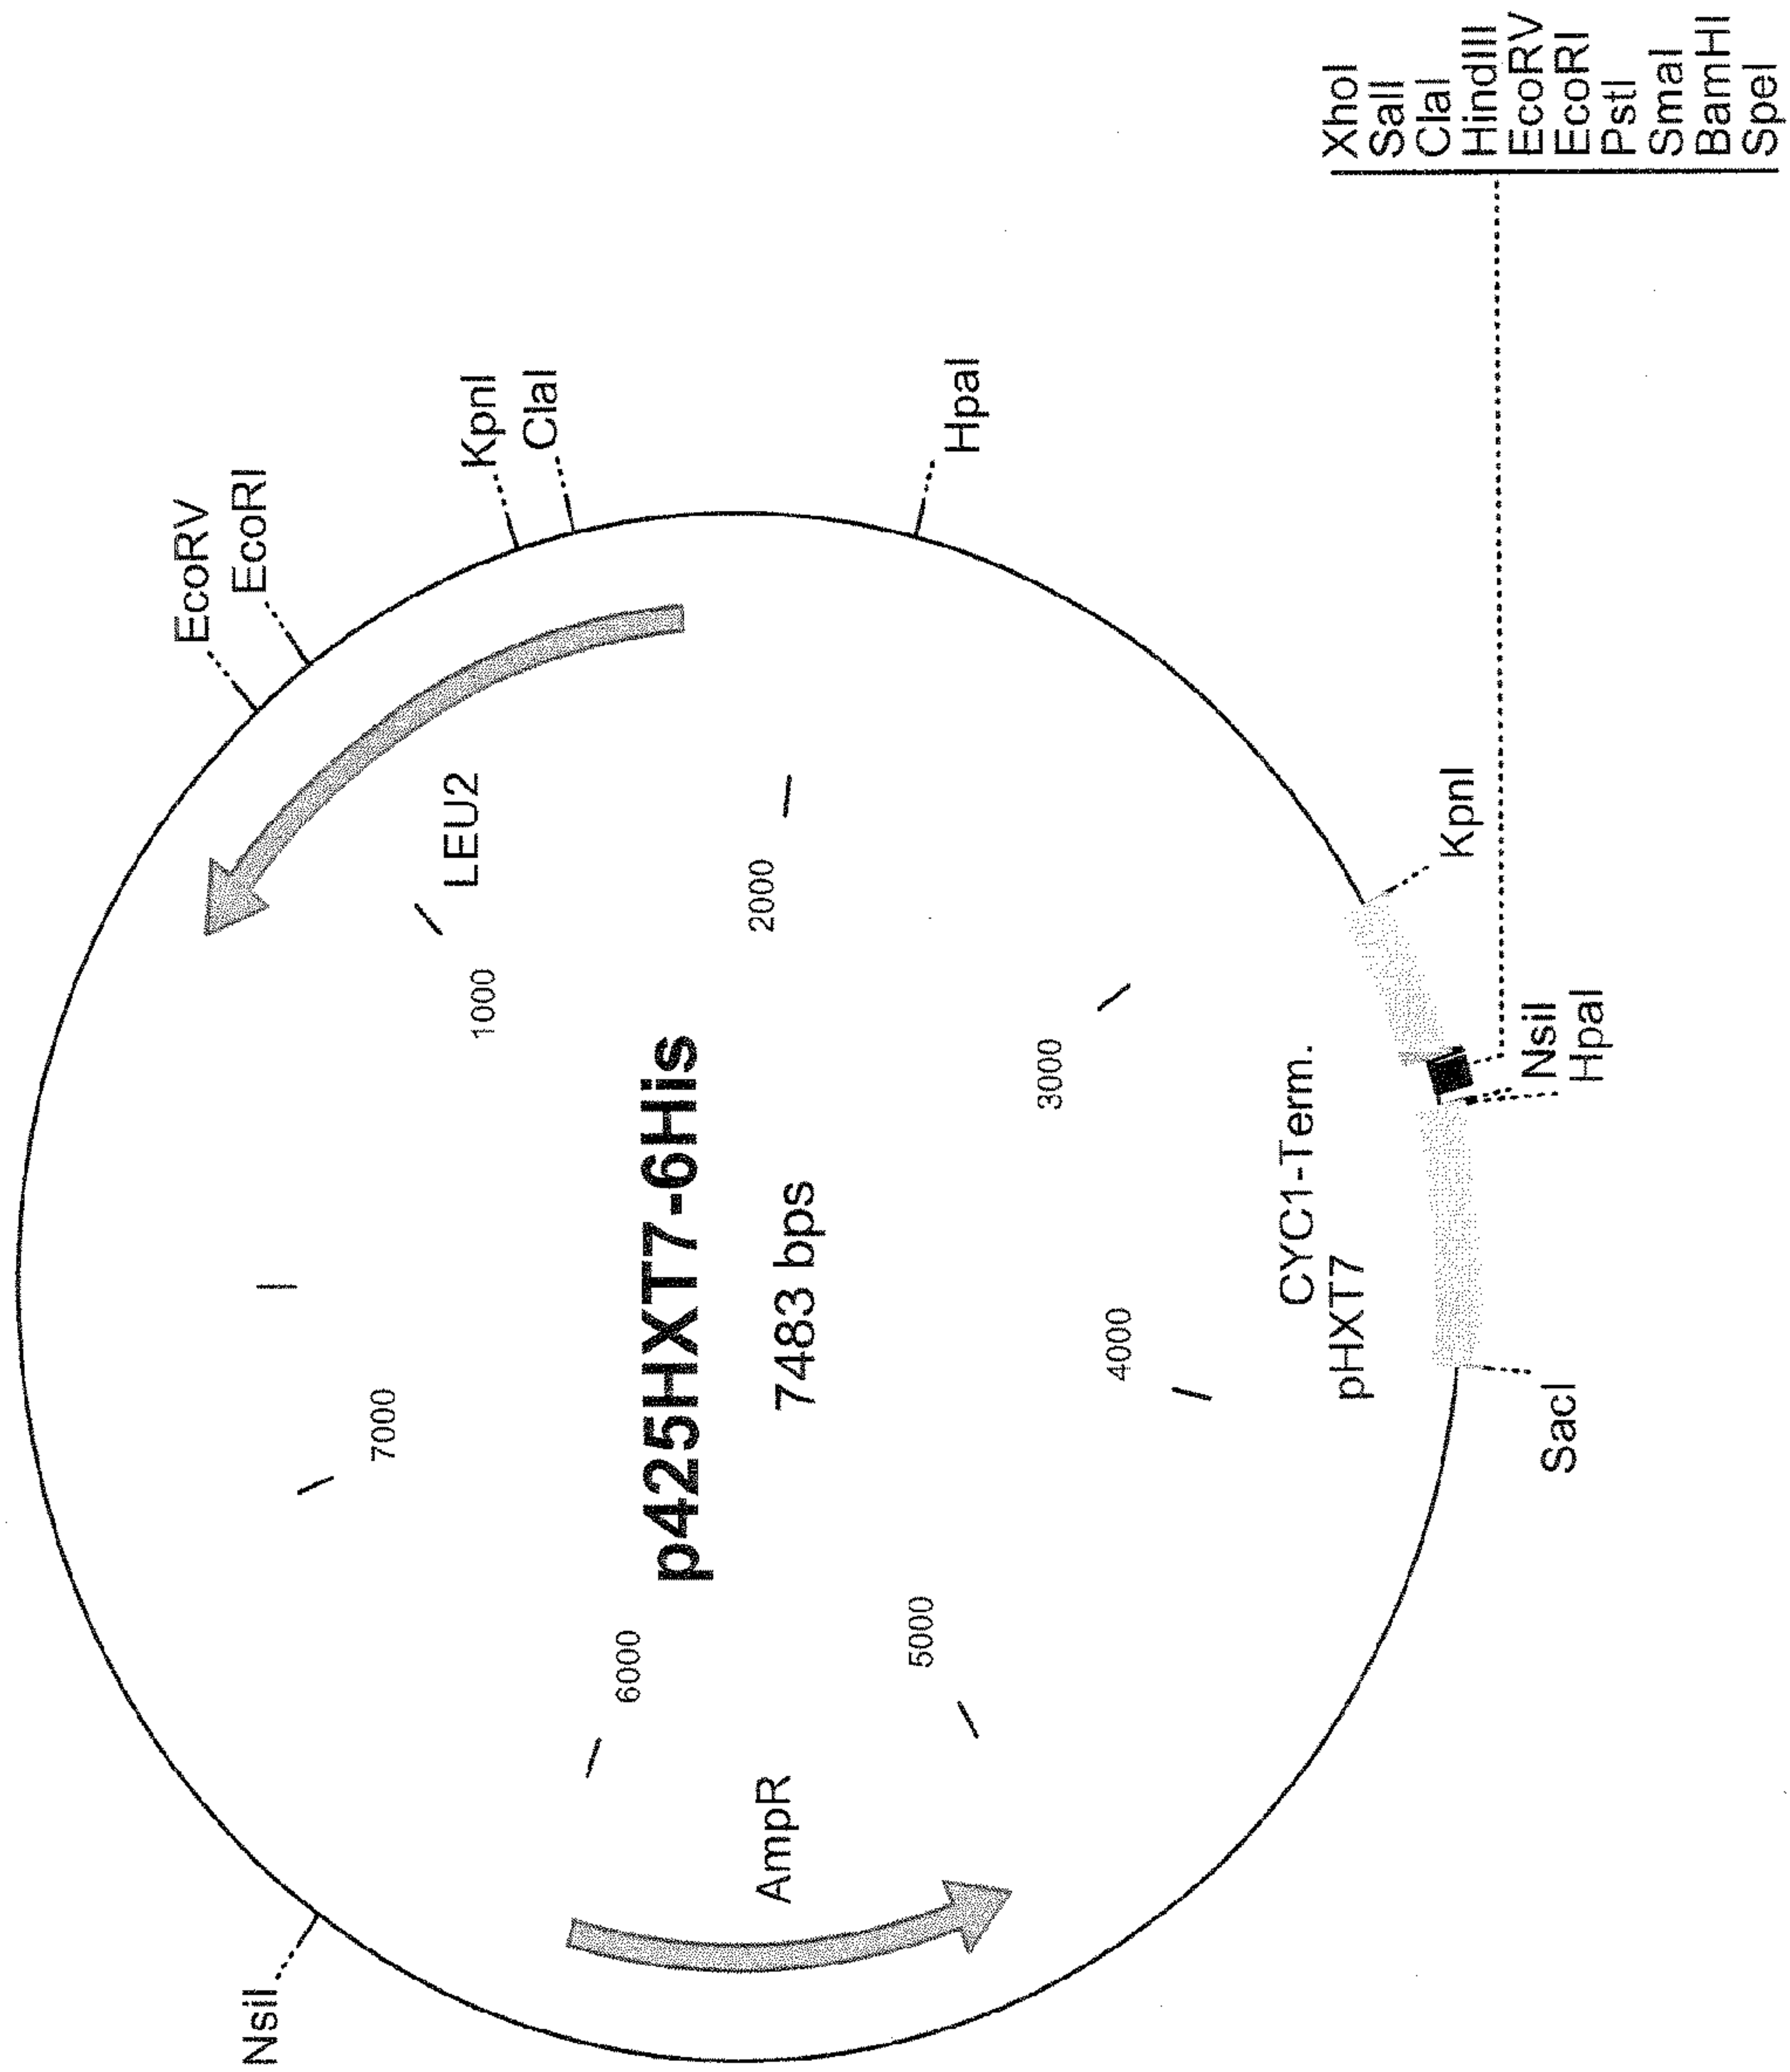 p425HXT7-6His
7483 bps
EcoRV
EcoRI
KpnI
ClaI
HpaI
KpnI
XhoI
SalI
ClaI
HindIII
EcoRV
EcoRI
PstI
SmaI
BamHI
SpeI
NsiI
HpaI
SacI
NsiI
LEU2
CYC1-Term.
pHXT7
AmpR
1000
2000
3000
4000
5000
6000
7000